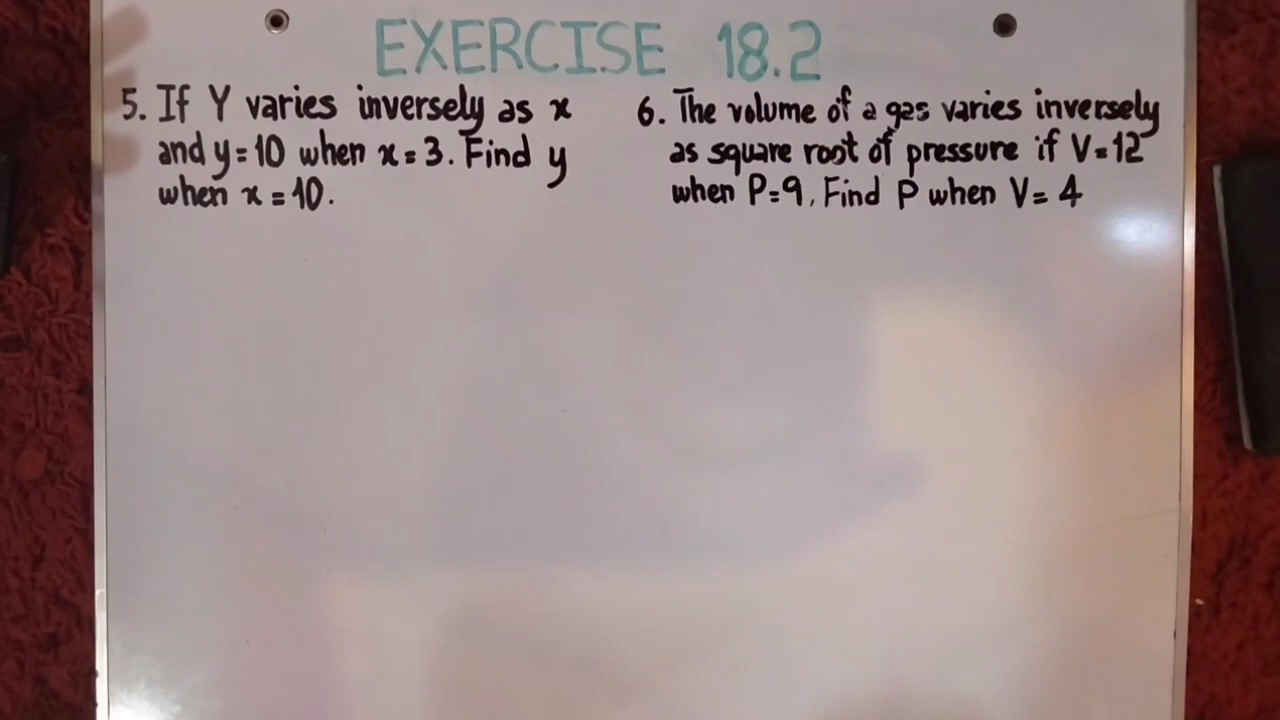 EXERCISE 18.2
5. If Y varies inversely as x
and y=10 when x=3. Find y
when x=10.
6. The volume of a gas varies inversely
as square root of pressure if V=12
when P=9, Find P when V=4